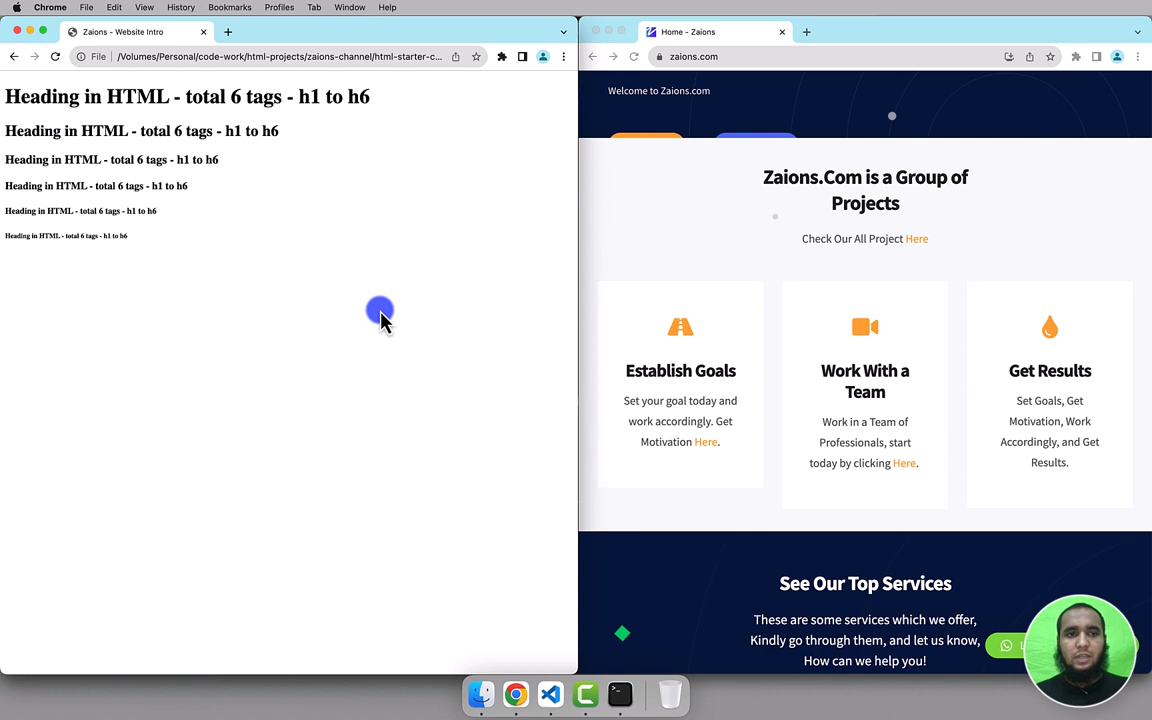 Chrome File Edit View History Bookmarks Profiles Tab Window Help
Zaions - Website Intro
File /Volumes/Personal/code-work/html-projects/zaions-channel/html-starter-c...
Heading in HTML - total 6 tags - h1 to h6
Heading in HTML - total 6 tags - h1 to h6
Heading in HTML - total 6 tags - h1 to h6
Heading in HTML - total 6 tags - h1 to h6
Heading in HTML - total 6 tags - h1 to h6
Heading in HTML - total 6 tags - h1 to h6
Home - Zaions
zaions.com
Welcome to Zaions.com
Zaions.Com is a Group of
Projects
Check Our All Project Here
Establish Goals
Set your goal today and
work accordingly. Get
Motivation Here.
Work With a
Team
Work in a Team of
Professionals, start
today by clicking Here.
Get Results
Set Goals, Get
Motivation, Work
Accordingly, and Get
Results.
See Our Top Services
These are some services which we offer,
Kindly go through them, and let us know,
How can we help you!